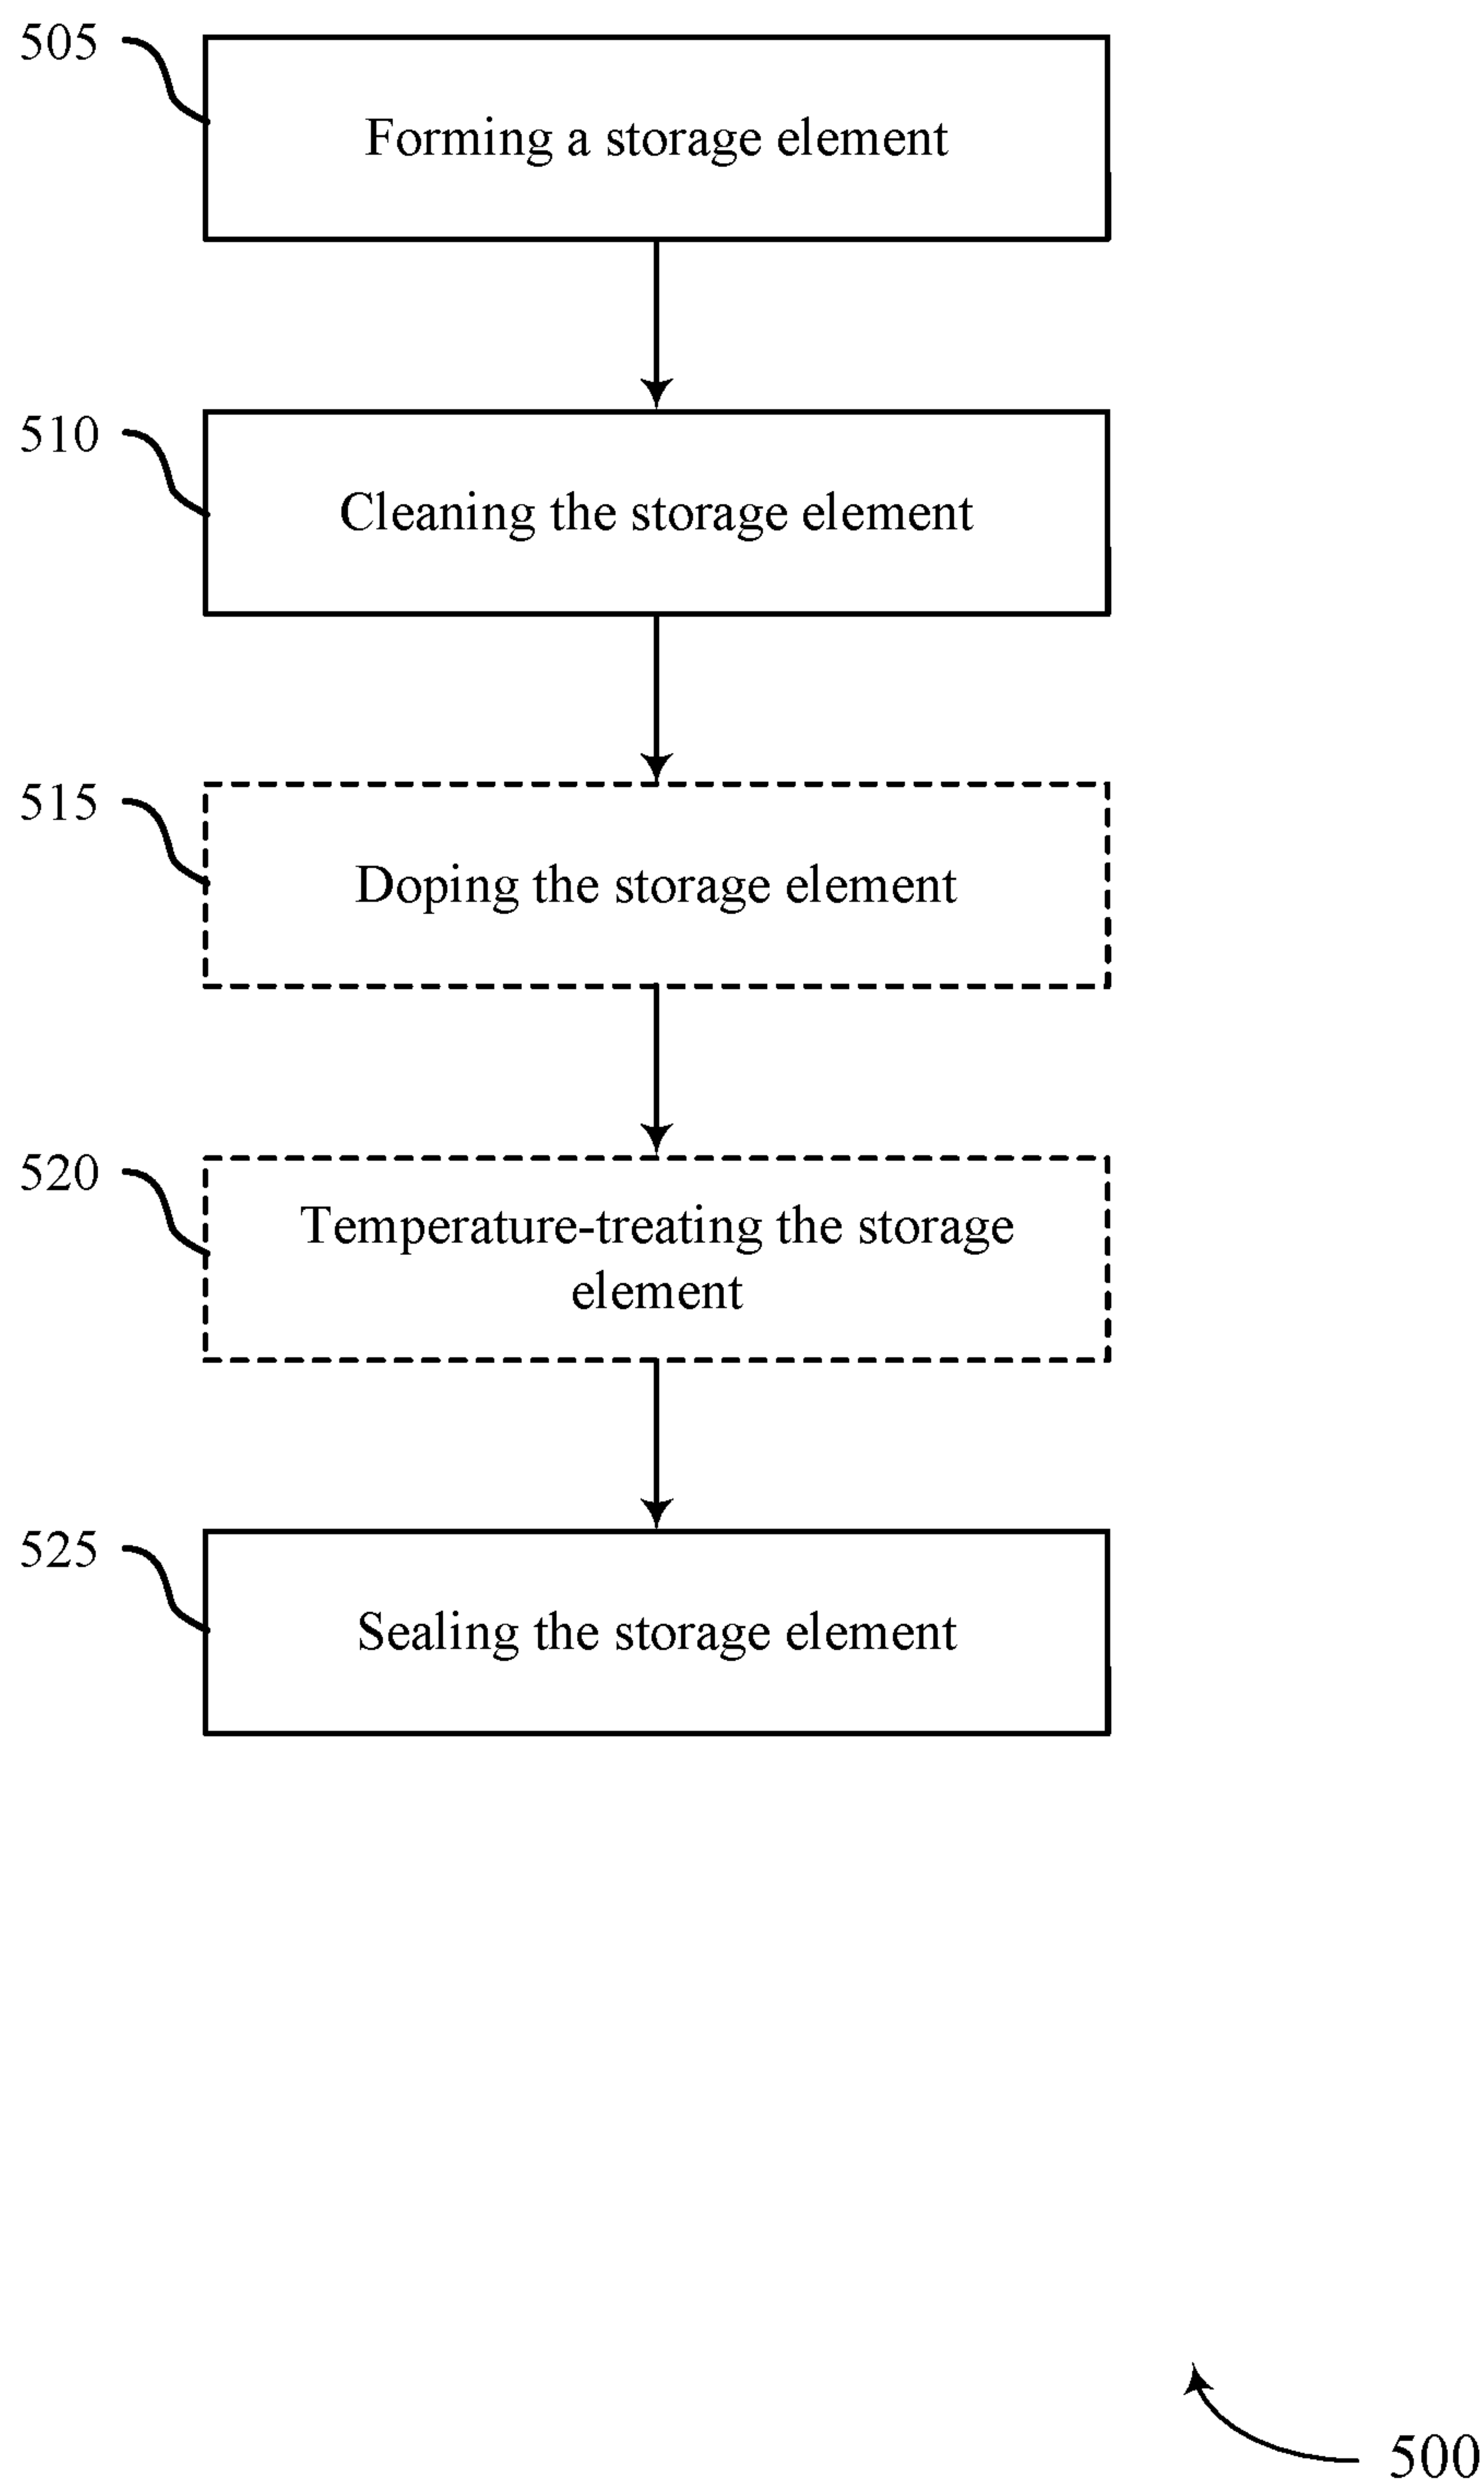 505
Forming a storage element
510
Cleaning the storage element
515
Doping the storage element
520
Temperature-treating the storage
element
525
Sealing the storage element
500